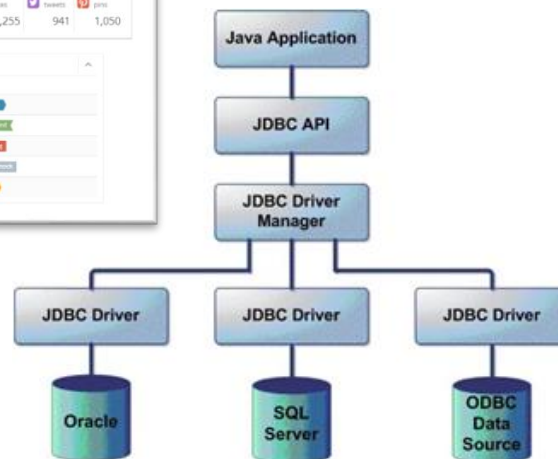 tweets
pins
,255
941
1,050
Java Application
JDBC API
JDBC Driver
Manager
JDBC Driver
JDBC Driver
JDBC Driver
Oracle
SQL
Server
ODBC
Data
Source